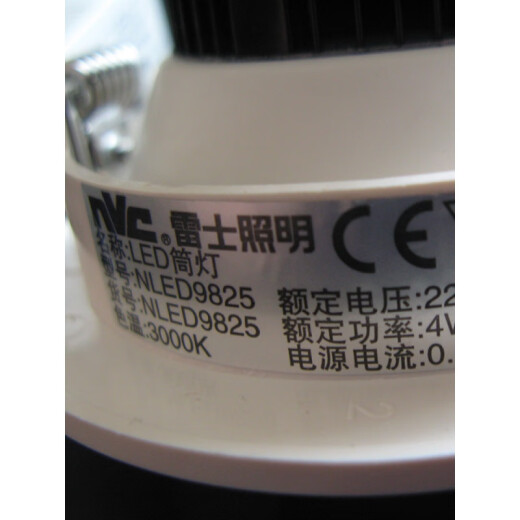 nVC ® 雷士照明 CE
名称:LED筒灯
型号:NLED9825
货号:NLED9825
色温:3000K
额定电压:22
额定功率:4W
电源电流:0.